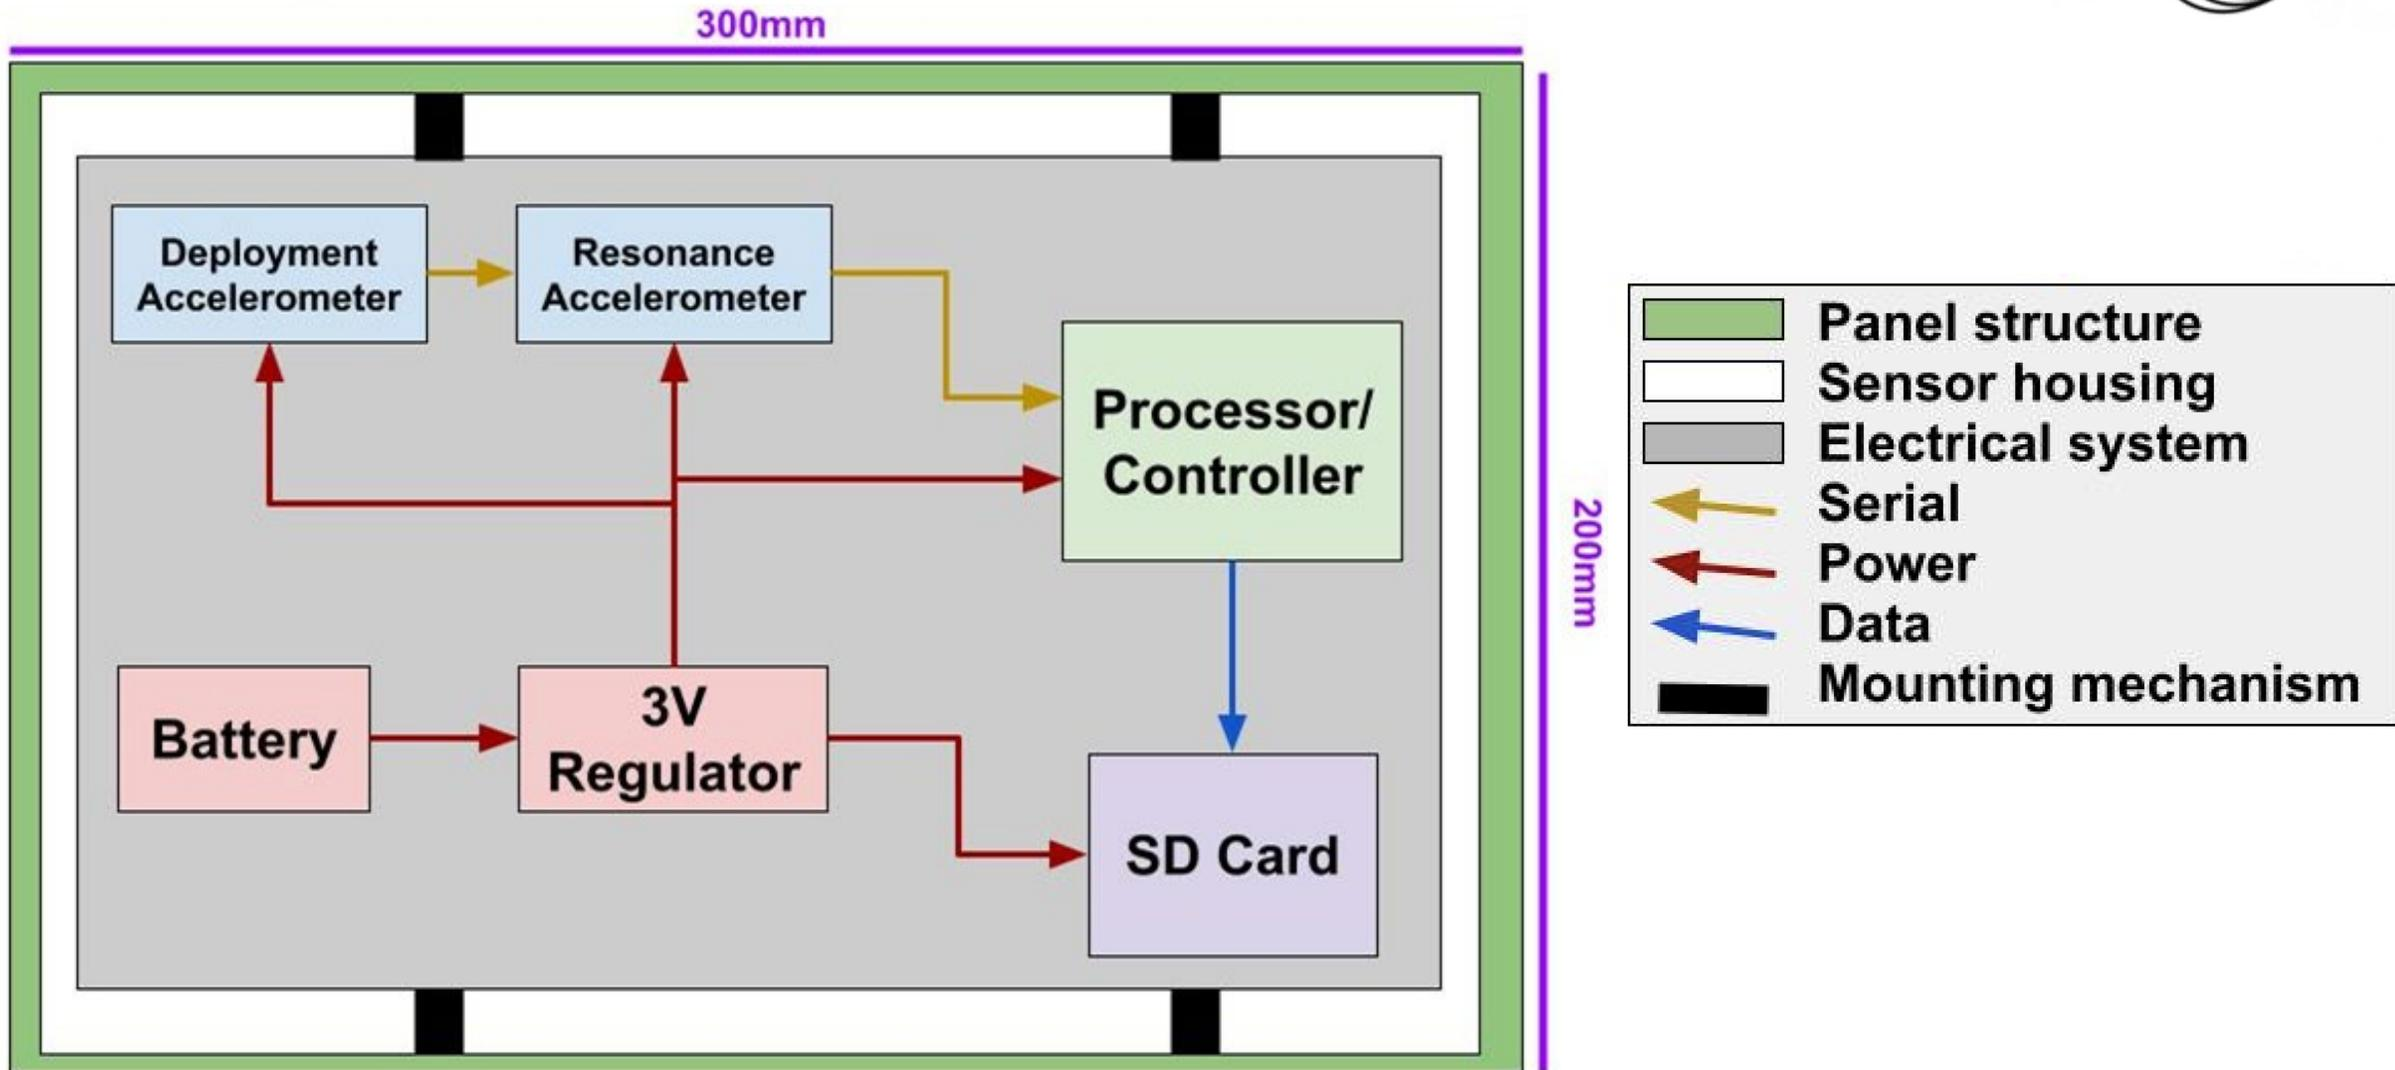 300mm
Deployment
Accelerometer
Resonance
Accelerometer
Processor/
Controller
Battery
3V
Regulator
SD Card
200mm
Panel structure
Sensor housing
Electrical system
Serial
Power
Data
Mounting mechanism